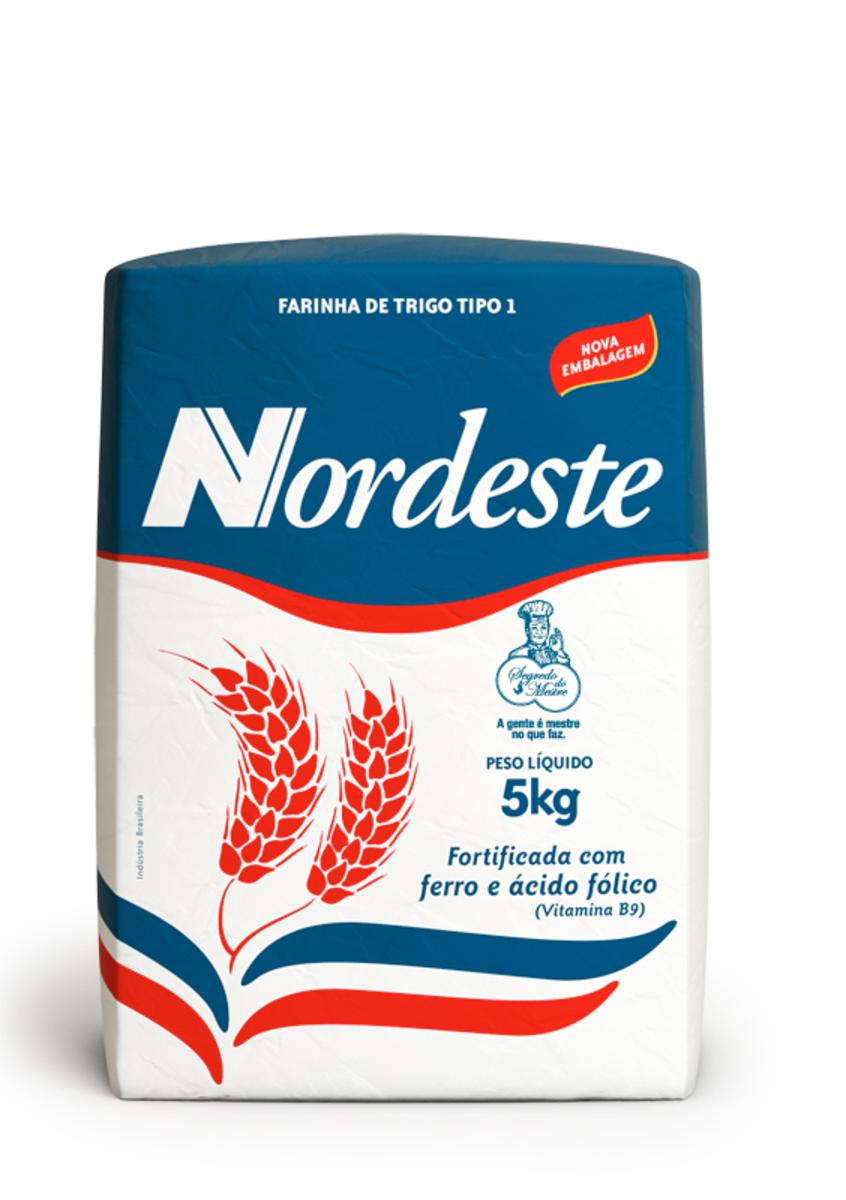 FARINHA DE TRIGO TIPO 1
NOVA
EMBALAGEM
Nordeste
Segredo do
Mestre
A gente é mestre
no que faz.
PESO LÍQUIDO
5kg
Fortificada com
ferro e ácido fólico
(Vitamina B9)
Indústria Brasileira